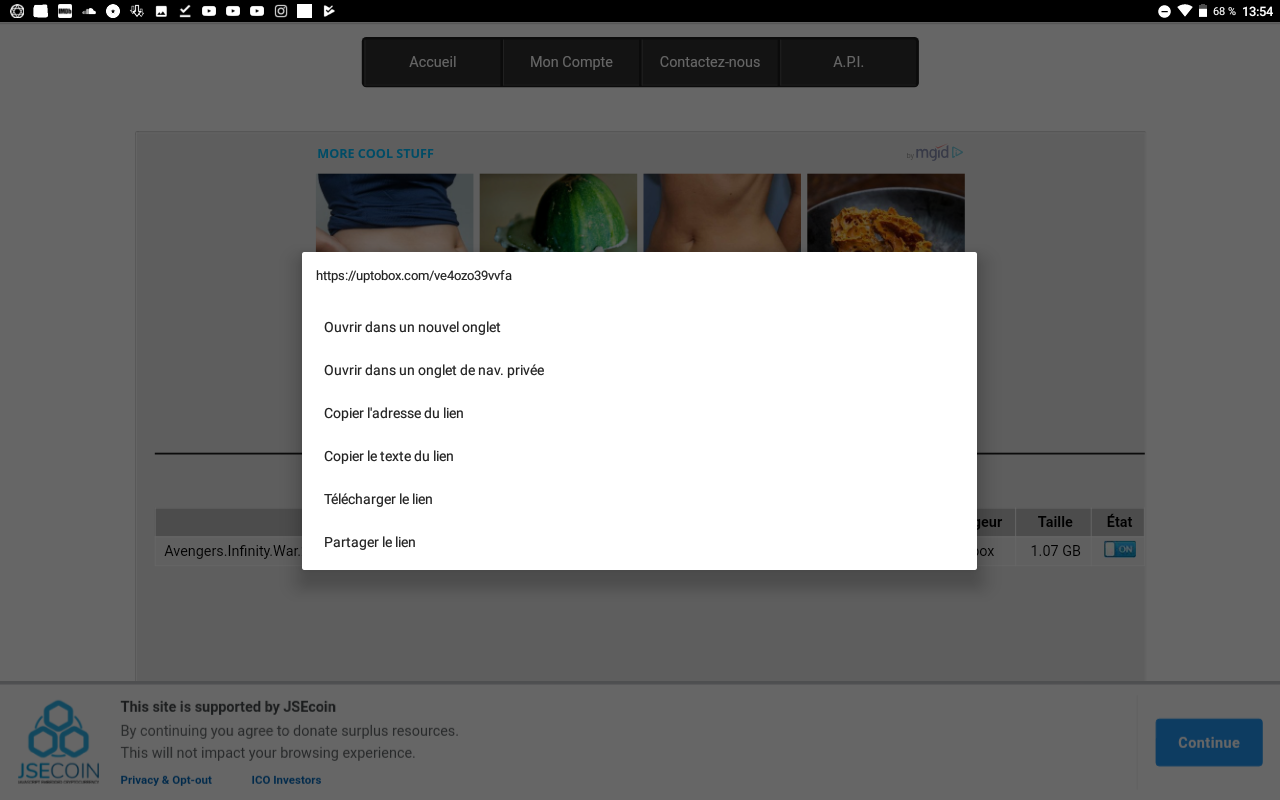 68 % 13:54
Accueil Mon Compte Contactez-nous A.P.I.
MORE COOL STUFF by mgid
https://uptobox.com/ve4ozo39vvfa
Ouvrir dans un nouvel onglet
Ouvrir dans un onglet de nav. privée
Copier l'adresse du lien
Copier le texte du lien
Télécharger le lien
Partager le lien
geur Taille État
Avengers.Infinity.War. box 1.07 GB ON
This site is supported by JSEcoin
By continuing you agree to donate surplus resources.
This will not impact your browsing experience.
Privacy & Opt-out ICO Investors
JSECOIN
Continue